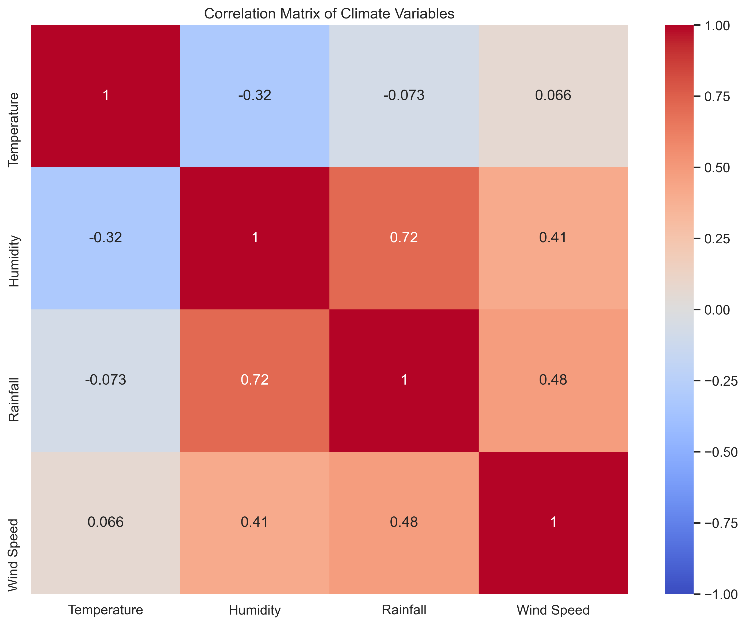 Correlation Matrix of Climate Variables
Temperature
1
-0.32
-0.073
0.066
Humidity
-0.32
1
0.72
0.41
Rainfall
-0.073
0.72
1
0.48
Wind Speed
0.066
0.41
0.48
1
Temperature
Humidity
Rainfall
Wind Speed
1.00
0.75
0.50
0.25
0.00
−0.25
−0.50
−0.75
−1.00